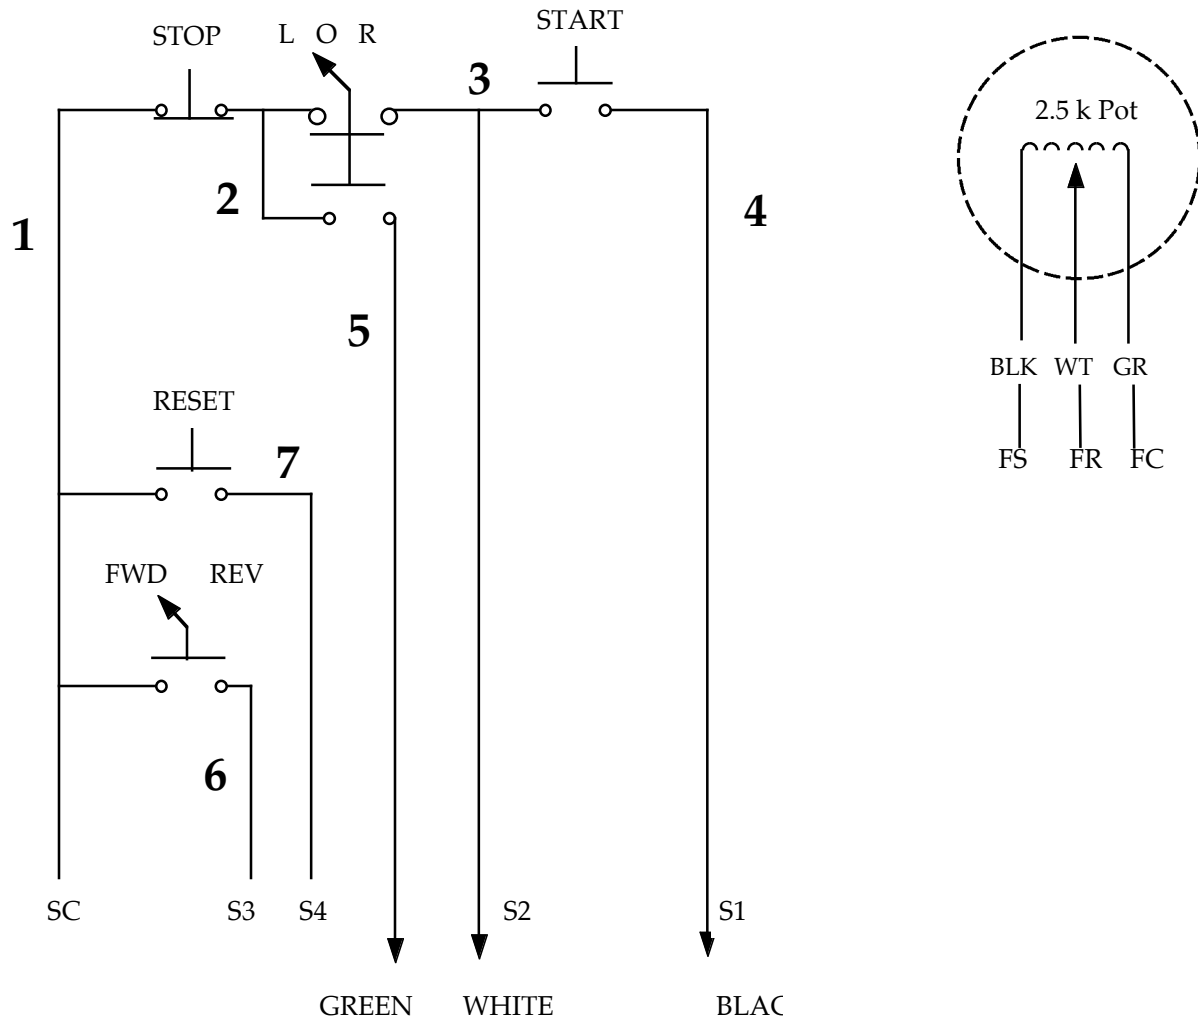 START
STOP
L O R
3
2.5 k Pot
2
4
1
5
BLK WT GR
RESET
7
FS FR FC
FWD REV
6
SC S3 S4 S2 S1
GREEN WHITE BLAC